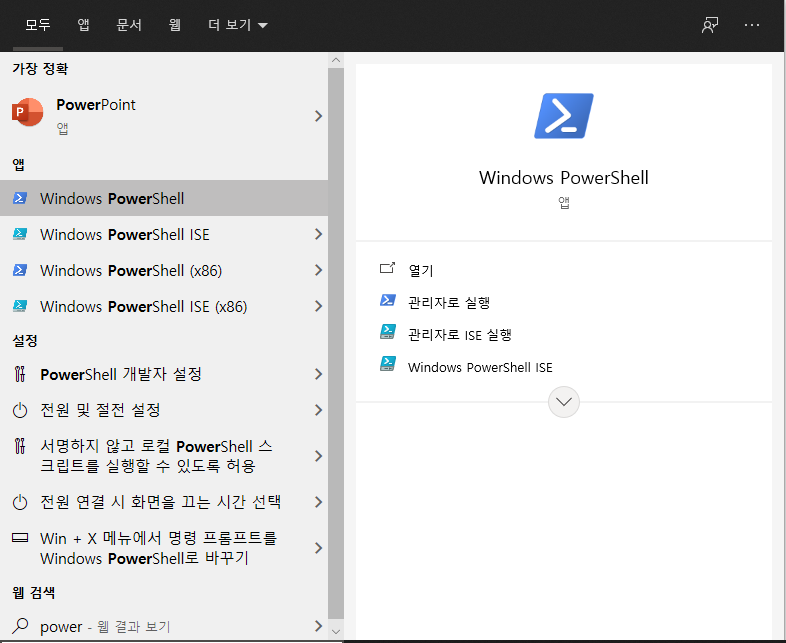 모두 앱 문서 웹 더 보기
가장 정확
PowerPoint
앱
앱
Windows PowerShell
Windows PowerShell ISE
Windows PowerShell (x86)
Windows PowerShell ISE (x86)
설정
PowerShell 개발자 설정
전원 및 절전 설정
서명하지 않고 로컬 PowerShell 스
크립트를 실행할 수 있도록 허용
전원 연결 시 화면을 끄는 시간 선택
Win + X 메뉴에서 명령 프롬프트를
Windows PowerShell로 바꾸기
웹 검색
power - 웹 결과 보기
Windows PowerShell
앱
열기
관리자로 실행
관리자로 ISE 실행
Windows PowerShell ISE